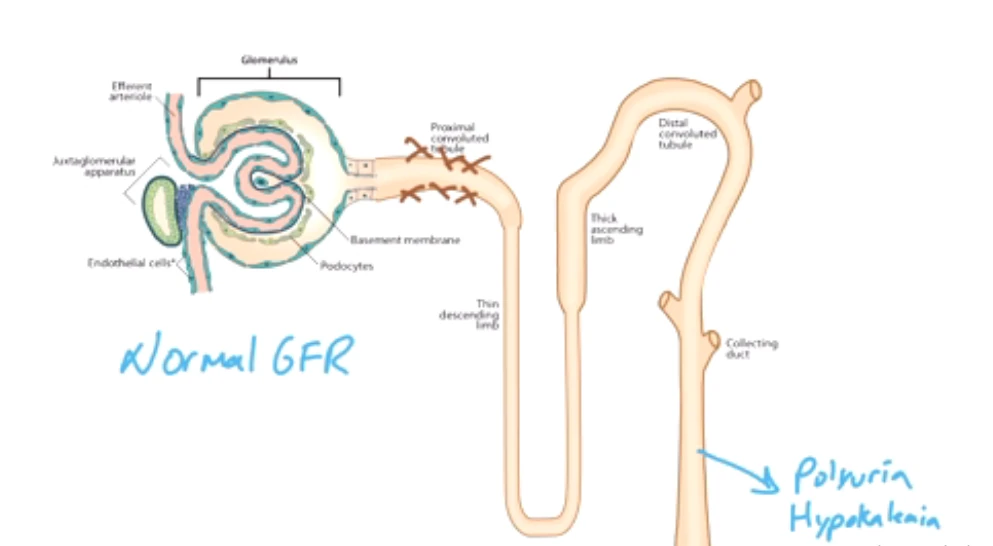 Glomerulus
Efferent
arteriole
Proximal
convoluted
tubule
Distal
convoluted
tubule
Juxtaglomerular
apparatus
Thick
ascending
limb
Basement membrane
Endothelial cells*
Podocytes
Thin
descending
limb
Collecting
duct
Normal GFR
Polyuria
Hypokalemia